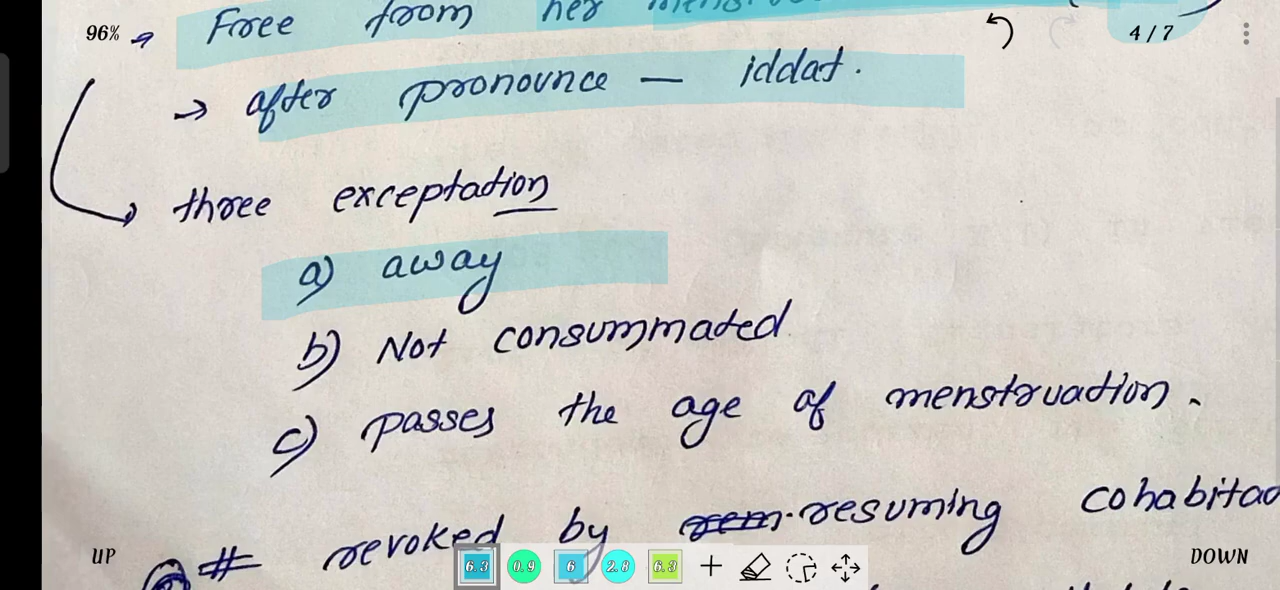 96% → Free from her
4 / 7
→ after pronounce — iddat.
three exceptation
a) away
b) Not consummated
c) passes the age of menstruation.
# revoked by resuming cohabitat
UP 6.3 0.9 6 2.8 6.3 + DOWN